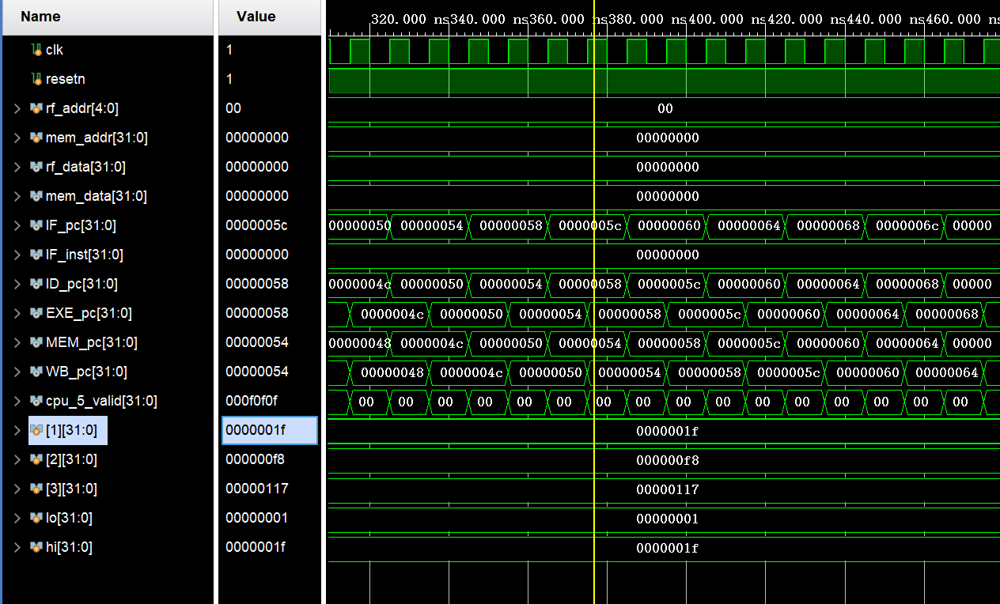 Name Value 320.000 ns 340.000 ns 360.000 ns 380.000 ns 400.000 ns 420.000 ns 440.000 ns 460.000 ns
clk 1
resetn 1
rf_addr[4:0] 00 00
mem_addr[31:0] 00000000 00000000
rf_data[31:0] 00000000 00000000
mem_data[31:0] 00000000 00000000
IF_pc[31:0] 0000005c 00000050 00000054 00000058 0000005c 00000060 00000064 00000068 0000006c 00000
IF_inst[31:0] 00000000 00000000
ID_pc[31:0] 00000058 0000004c 00000050 00000054 00000058 0000005c 00000060 00000064 00000068 00000
EXE_pc[31:0] 00000058 0000004c 00000050 00000054 00000058 0000005c 00000060 00000064 00000068
MEM_pc[31:0] 00000054 00000048 0000004c 00000050 00000054 00000058 0000005c 00000060 00000064 00000
WB_pc[31:0] 00000054 00000048 0000004c 00000050 00000054 00000058 0000005c 00000060 00000064
cpu_5_valid[31:0] 000f0f0f 00 00 00 00 00 00 00 00 00 00 00 00 00 00 00 00
[1][31:0] 0000001f 0000001f
[2][31:0] 000000f8 000000f8
[3][31:0] 00000117 00000117
lo[31:0] 00000001 00000001
hi[31:0] 0000001f 0000001f